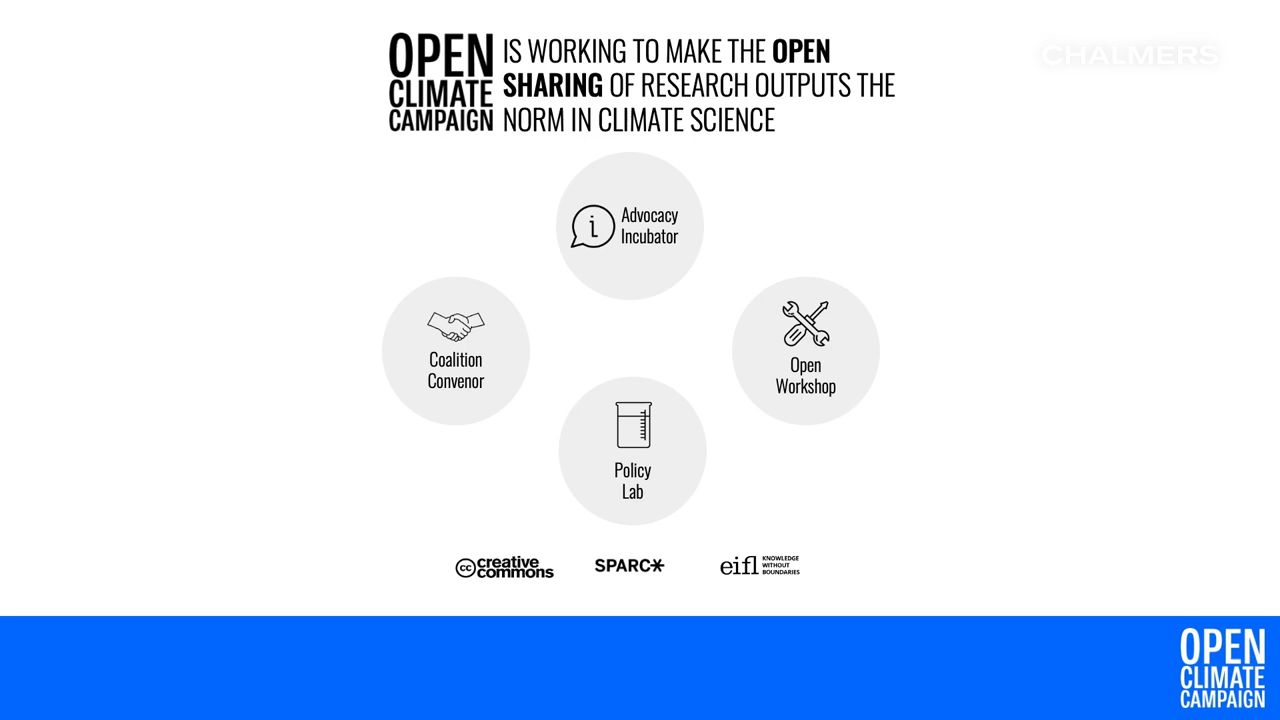 OPEN
CLIMATE
CAMPAIGN
IS WORKING TO MAKE THE OPEN
SHARING OF RESEARCH OUTPUTS THE
NORM IN CLIMATE SCIENCE
CHALMERS
i
Advocacy
Incubator
Coalition
Convenor
Open
Workshop
Policy
Lab
cc
creative
commons
SPARC
eifl
KNOWLEDGE
WITHOUT
BOUNDARIES
OPEN
CLIMATE
CAMPAIGN